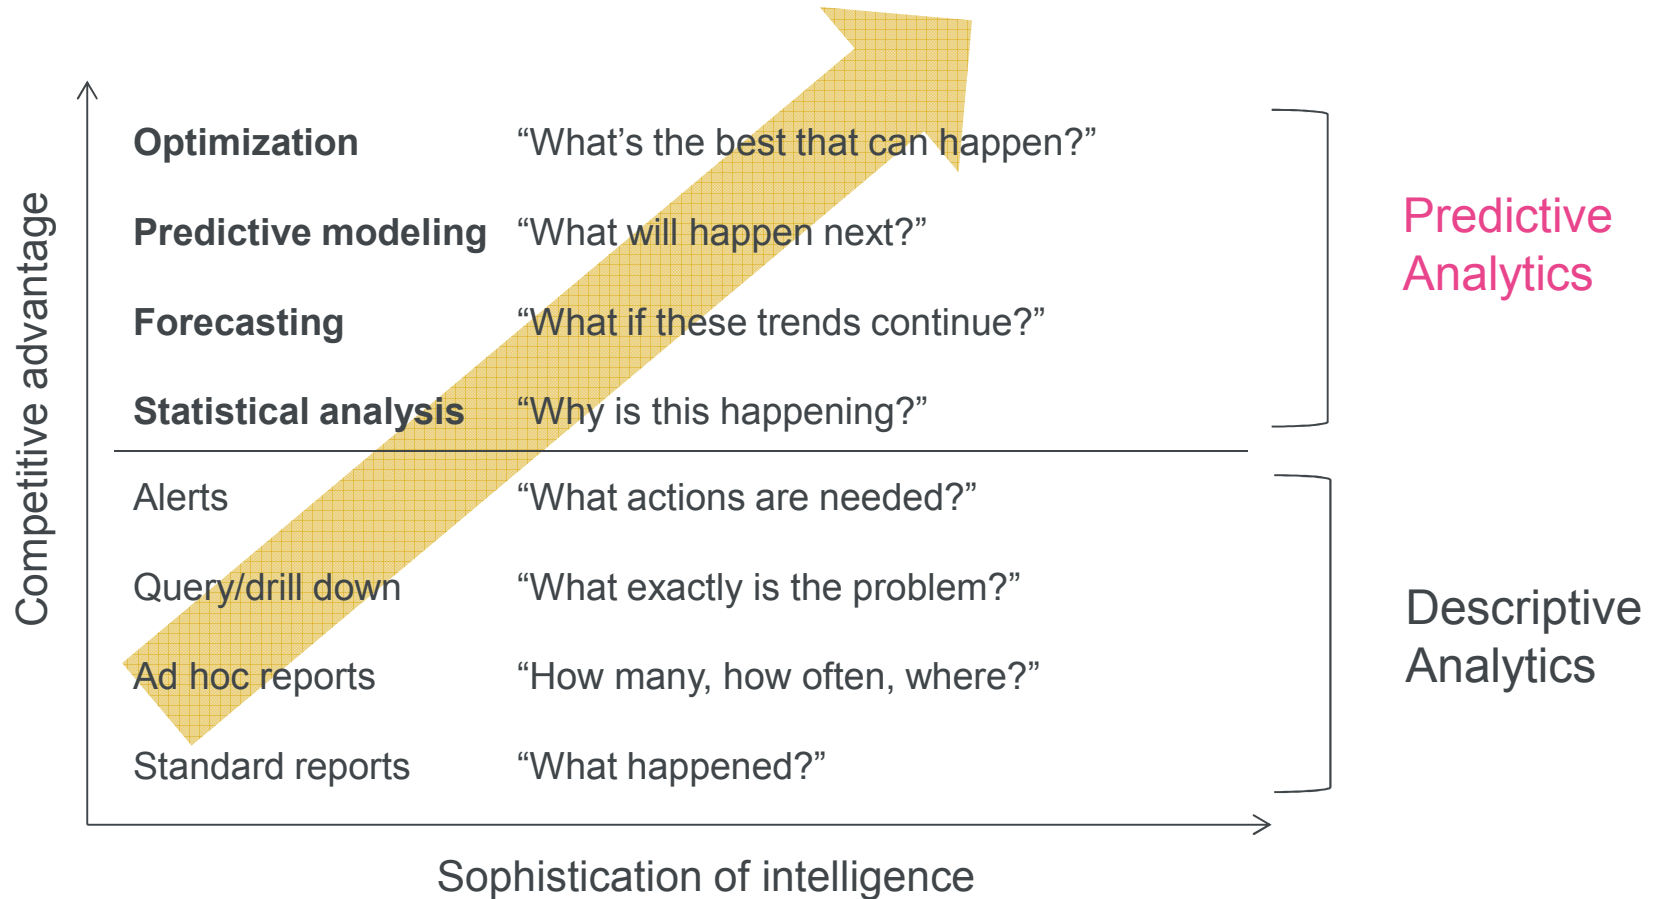 Competitive advantage
Optimization “What’s the best that can happen?”
Predictive modeling “What will happen next?”
Forecasting “What if these trends continue?”
Statistical analysis “Why is this happening?”
Predictive
Analytics
Alerts “What actions are needed?”
Query/drill down “What exactly is the problem?”
Ad hoc reports “How many, how often, where?”
Standard reports “What happened?”
Descriptive
Analytics
Sophistication of intelligence